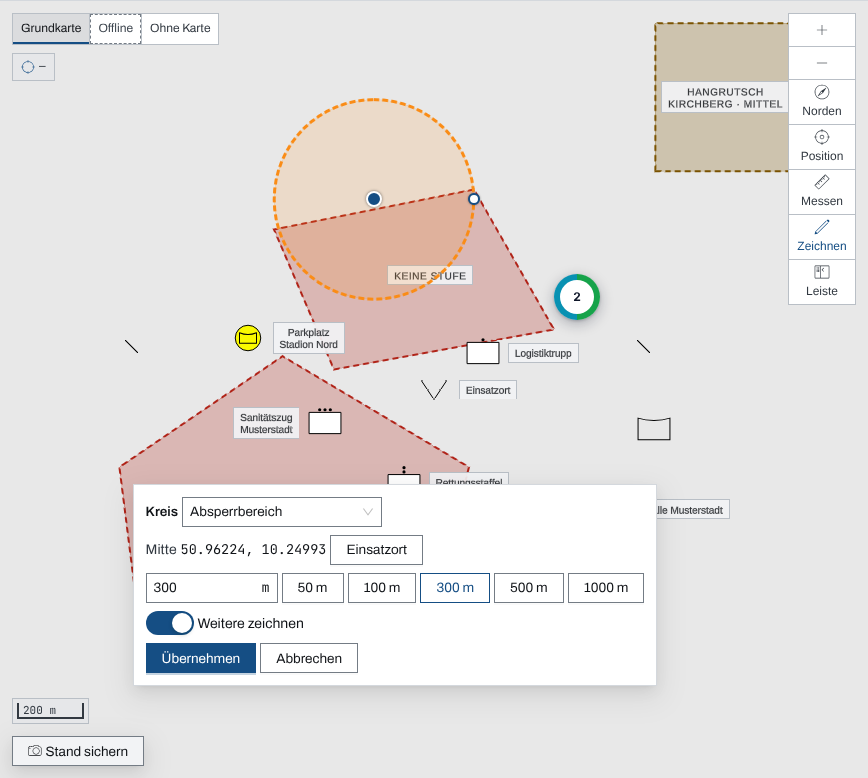 Grundkarte Offline Ohne Karte
–
HANGRUTSCH
KIRCHBERG · MITTEL
+
−
Norden
Position
Messen
Zeichnen
Leiste
KEINE STUFE
2
Parkplatz
Stadion Nord
Logistiktrupp
Einsatzort
Sanitätszug
Musterstadt
Rettungsstaffel
lle Musterstadt
Kreis Absperrbereich
Mitte 50.96224, 10.24993 Einsatzort
300 m 50 m 100 m 300 m 500 m 1000 m
Weitere zeichnen
Übernehmen Abbrechen
200 m
Stand sichern